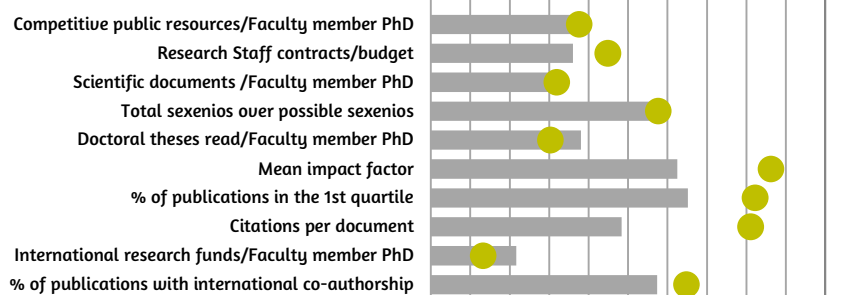 Competitive public resources/Faculty member PhD
Research Staff contracts/budget
Scientific documents /Faculty member PhD
Total sexenios over possible sexenios
Doctoral theses read/Faculty member PhD
Mean impact factor
% of publications in the 1st quartile
Citations per document
International research funds/Faculty member PhD
% of publications with international co-authorship